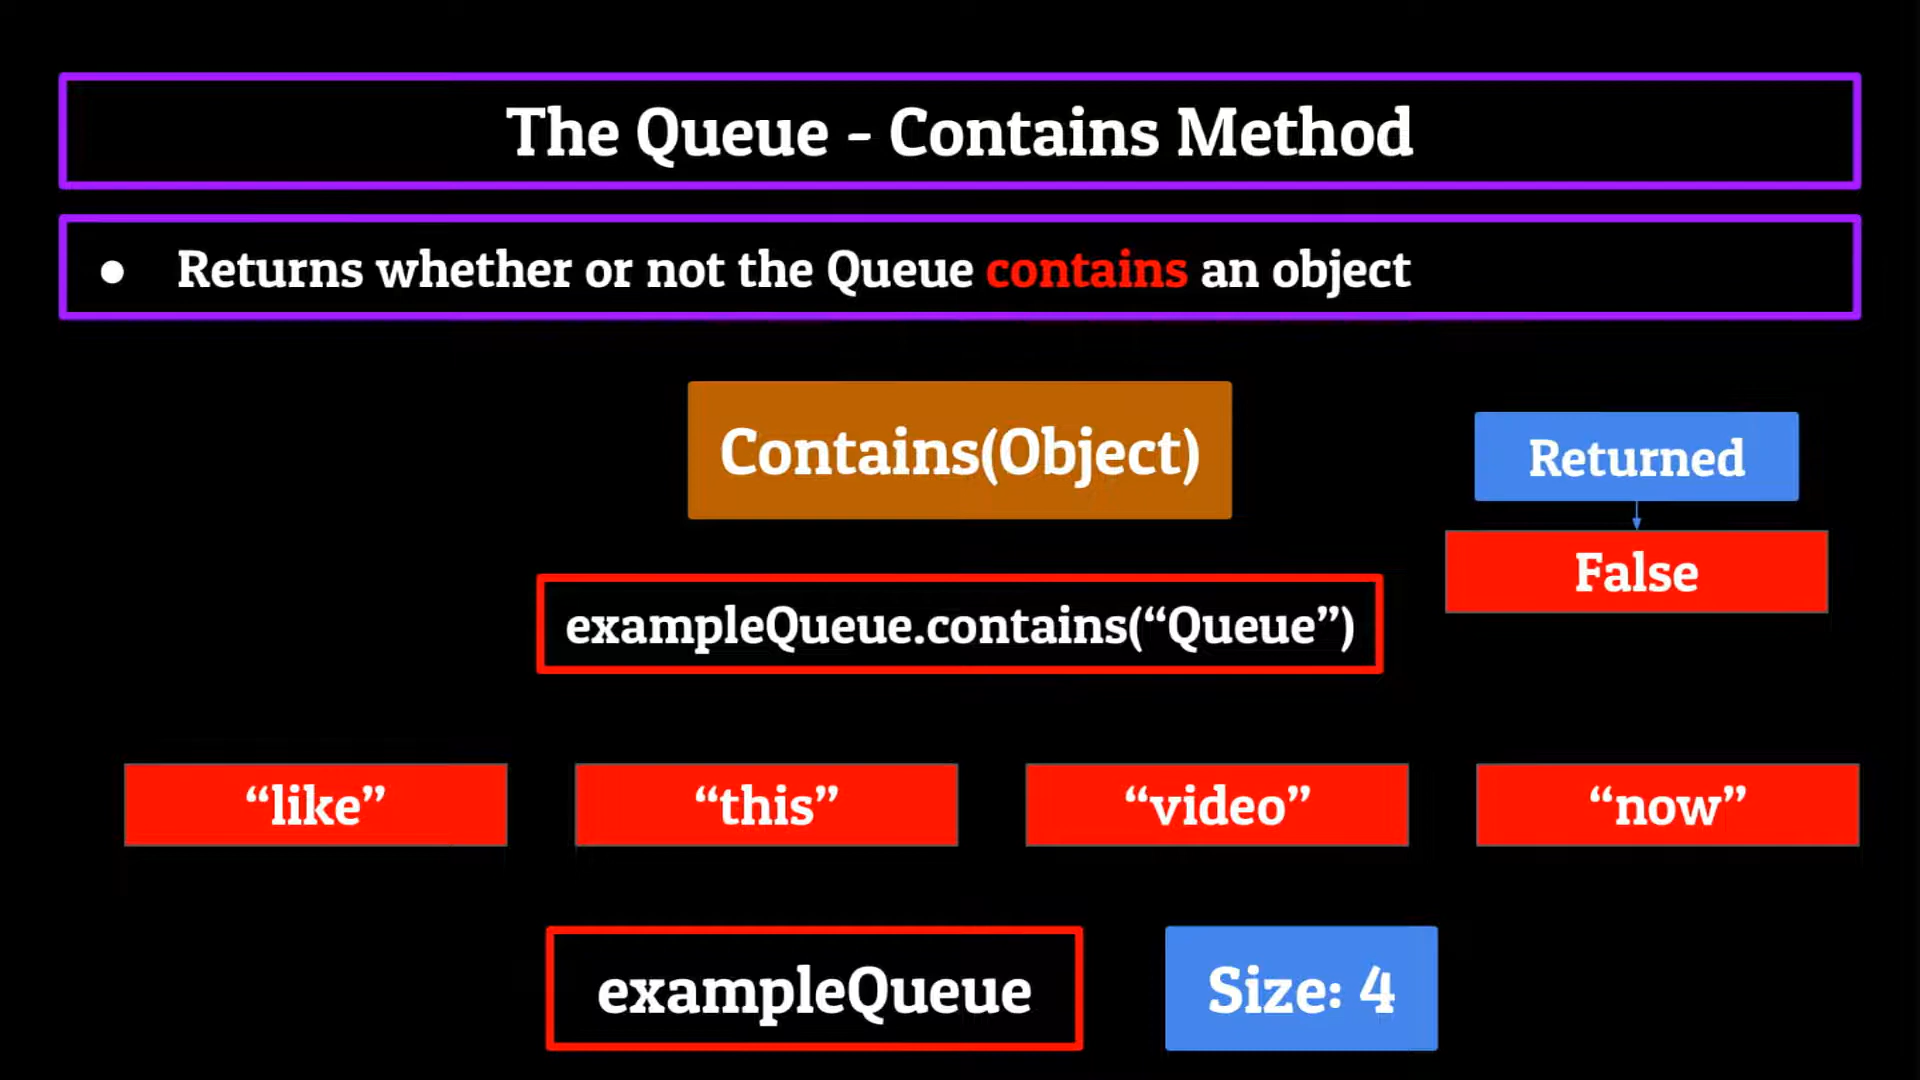 The Queue - Contains Method
● Returns whether or not the Queue contains an object
Contains(Object)
Returned
False
exampleQueue.contains(“Queue”)
“like”
“this”
“video”
“now”
exampleQueue
Size: 4